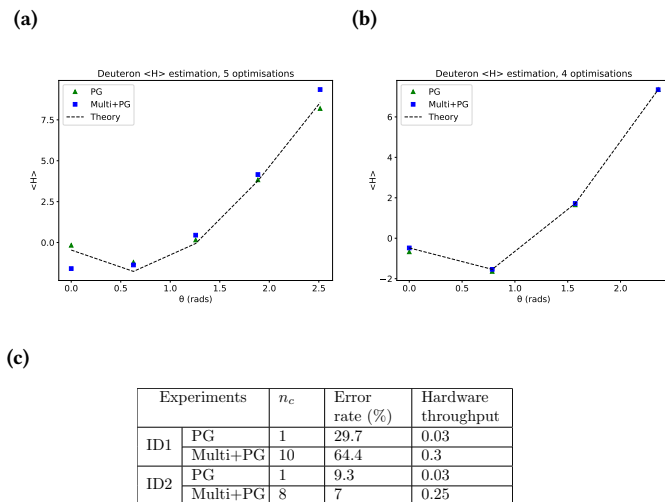 (a)
(b)
Deuteron <H> estimation, 5 optimisations
PG
Multi+PG
Theory
7.5
5.0
2.5
0.0
<H>
0.0 0.5 1.0 1.5 2.0 2.5
θ (rads)
Deuteron <H> estimation, 4 optimisations
PG
Multi+PG
Theory
6
4
2
0
−2
<H>
0.0 0.5 1.0 1.5 2.0
θ (rads)
(c)
Experiments n_c Error rate (%) Hardware throughput
ID1 PG 1 29.7 0.03
Multi+PG 10 64.4 0.3
ID2 PG 1 9.3 0.03
Multi+PG 8 7 0.25